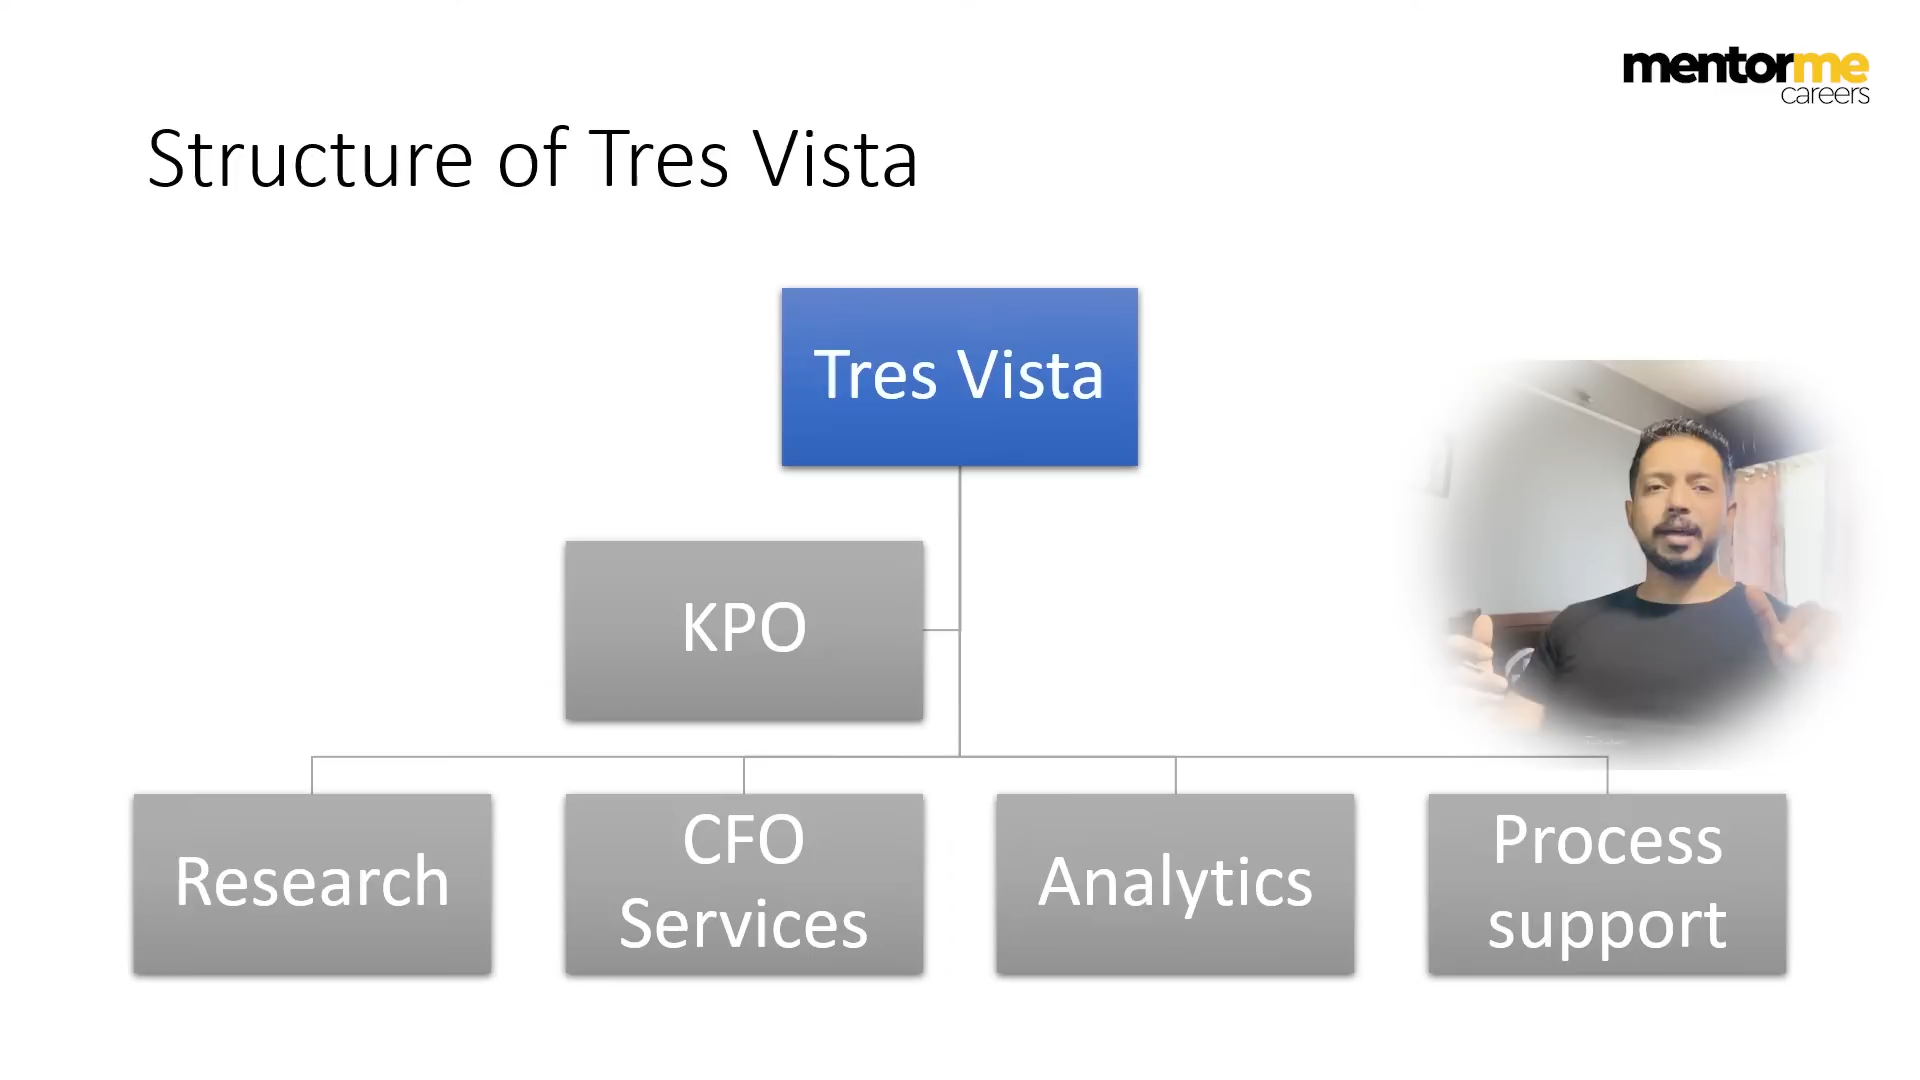 mentorme
careers
Structure of Tres Vista
Tres Vista
KPO
Research
CFO
Services
Analytics
Process
support